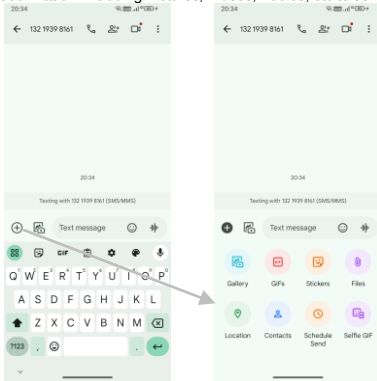 20:34
132 1939 8161
20:34
Texting with 132 1939 8161 (SMS/MMS)
Text message
GIF
Q W E R T Y U I O P
A S D F G H J K L
Z X C V B N M
?123 , .
20:34
132 1939 8161
20:34
Texting with 132 1939 8161 (SMS/MMS)
Text message
Gallery GIFs Stickers Files
Location Contacts Schedule Send Selfie GIF